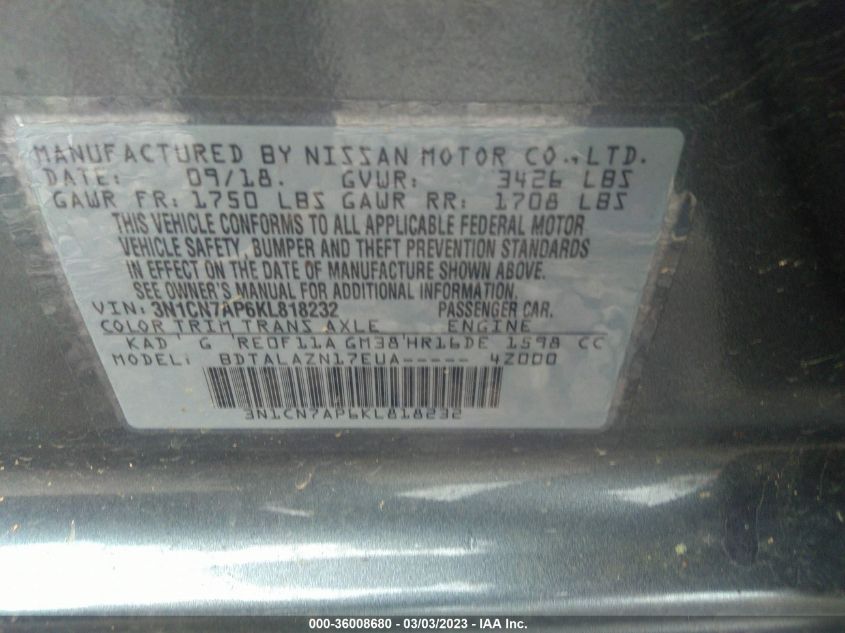 MANUFACTURED BY NISSAN MOTOR CO., LTD.
DATE: 09/18. GVWR: 3426 LBS
GAWR FR: 1750 LBS GAWR RR: 1708 LBS
THIS VEHICLE CONFORMS TO ALL APPLICABLE FEDERAL MOTOR
VEHICLE SAFETY, BUMPER AND THEFT PREVENTION STANDARDS
IN EFFECT ON THE DATE OF MANUFACTURE SHOWN ABOVE.
SEE OWNER'S MANUAL FOR ADDITIONAL INFORMATION.
VIN: 3N1CN7AP6KL818232 PASSENGER CAR.
COLOR TRIM TRANS AXLE ENGINE
KAD G RE0F11A GM38 HR16DE 1598 CC
MODEL: BDTALAZN17EUA----- 4Z000
3N1CN7AP6KL818232
000-36008680 - 03/03/2023 - IAA Inc.